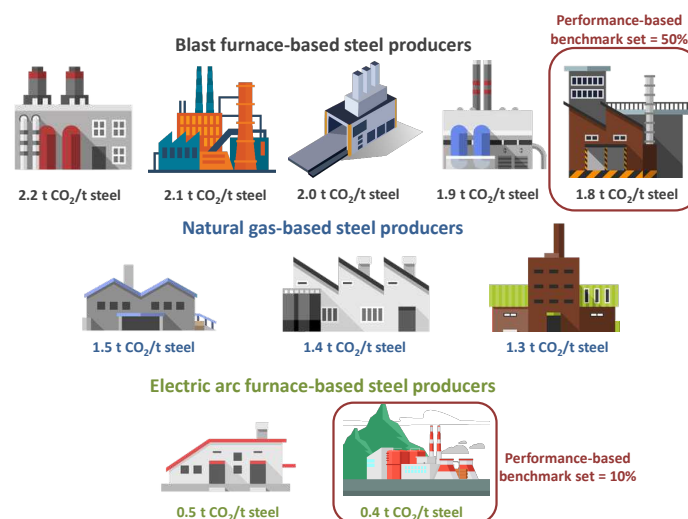 Performance-based
benchmark set = 50%
Blast furnace-based steel producers
2.2 t CO₂/t steel
2.1 t CO₂/t steel
2.0 t CO₂/t steel
1.9 t CO₂/t steel
1.8 t CO₂/t steel
Natural gas-based steel producers
1.5 t CO₂/t steel
1.4 t CO₂/t steel
1.3 t CO₂/t steel
Electric arc furnace-based steel producers
0.5 t CO₂/t steel
0.4 t CO₂/t steel
Performance-based
benchmark set = 10%